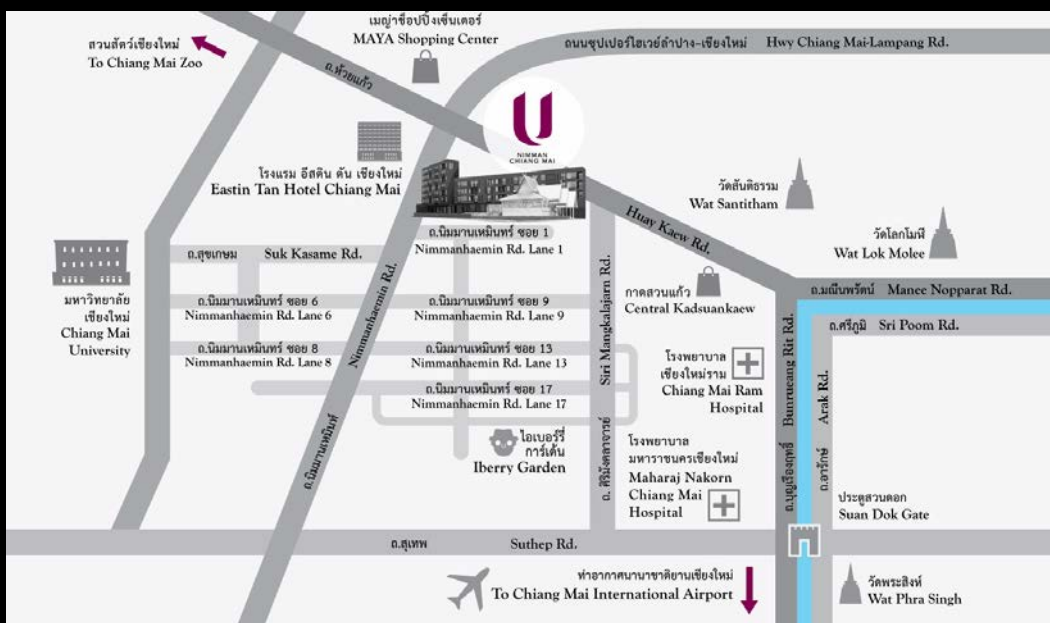 เมญ่าช็อปปิ้งเซ็นเตอร์
MAYA Shopping Center
สวนสัตว์เชียงใหม่
To Chiang Mai Zoo
ถนนซุปเปอร์ไฮเวย์ลำปาง-เชียงใหม่ Hwy Chiang Mai-Lampang Rd.
ถ.ห้วยแก้ว
U
NIMMAN
CHIANG MAI
โรงแรม อีสติน ตัน เชียงใหม่
Eastin Tan Hotel Chiang Mai
วัดสันติธรรม
Wat Santitham
Huay Kaew Rd.
วัดโลกโมฬี
Wat Lok Molee
ถ.นิมมานเหมินทร์ ซอย 1
Nimmanhaemin Rd. Lane 1
ถ.สุขเกษม Suk Kasame Rd.
มหาวิทยาลัย
เชียงใหม่
Chiang Mai
University
ถ.นิมมานเหมินทร์ ซอย 6
Nimmanhaemin Rd. Lane 6
ถ.นิมมานเหมินทร์ ซอย 9
Nimmanhaemin Rd. Lane 9
กาดสวนแก้ว
Central Kadsuankaew
ถ.มณีนพรัตน์ Manee Nopparat Rd.
ถ.ศรีภูมิ Sri Poom Rd.
ถ.นิมมานเหมินทร์ ซอย 8
Nimmanhaemin Rd. Lane 8
Nimmanhaemin Rd.
ถ.นิมมานเหมินท์
ถ.นิมมานเหมินทร์ ซอย 13
Nimmanhaemin Rd. Lane 13
ถ.นิมมานเหมินทร์ ซอย 17
Nimmanhaemin Rd. Lane 17
Siri Mangkalajarn Rd.
ถ. ศิริมังคลาจารย์
โรงพยาบาล
เชียงใหม่ราม
Chiang Mai Ram
Hospital
Bunrueang Rit Rd.
ถ.บุญเรืองฤทธิ์
Arak Rd.
ถ.อารักษ์
ไอเบอร์รี่
การ์เด้น
Iberry Garden
โรงพยาบาล
มหาราชนครเชียงใหม่
Maharaj Nakorn
Chiang Mai
Hospital
ประตูสวนดอก
Suan Dok Gate
ถ.สุเทพ Suthep Rd.
ท่าอากาศนานาชาติยานเชียงใหม่
To Chiang Mai International Airport
วัดพระสิงห์
Wat Phra Singh